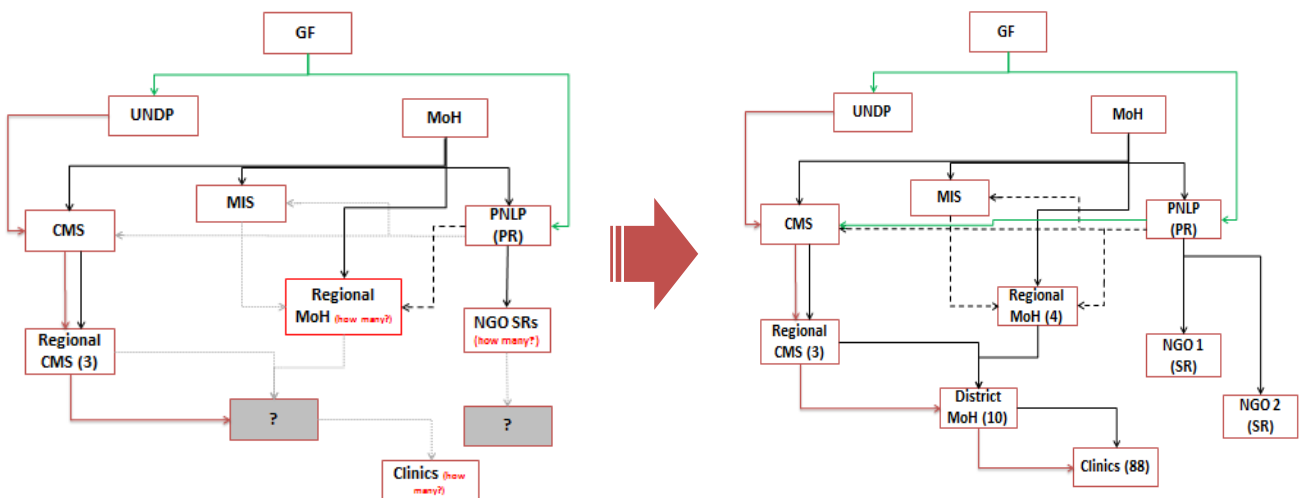 GF
UNDP
MoH
MIS
PNLP
(PR)
CMS
Regional
MoH (how many?)
NGO SRs
(how many?)
Regional
CMS (3)
?
?
Clinics (how
many?)
GF
UNDP
MoH
MIS
PNLP
(PR)
CMS
Regional
MoH (4)
Regional
CMS (3)
NGO 1
(SR)
District
MoH (10)
NGO 2
(SR)
Clinics (88)